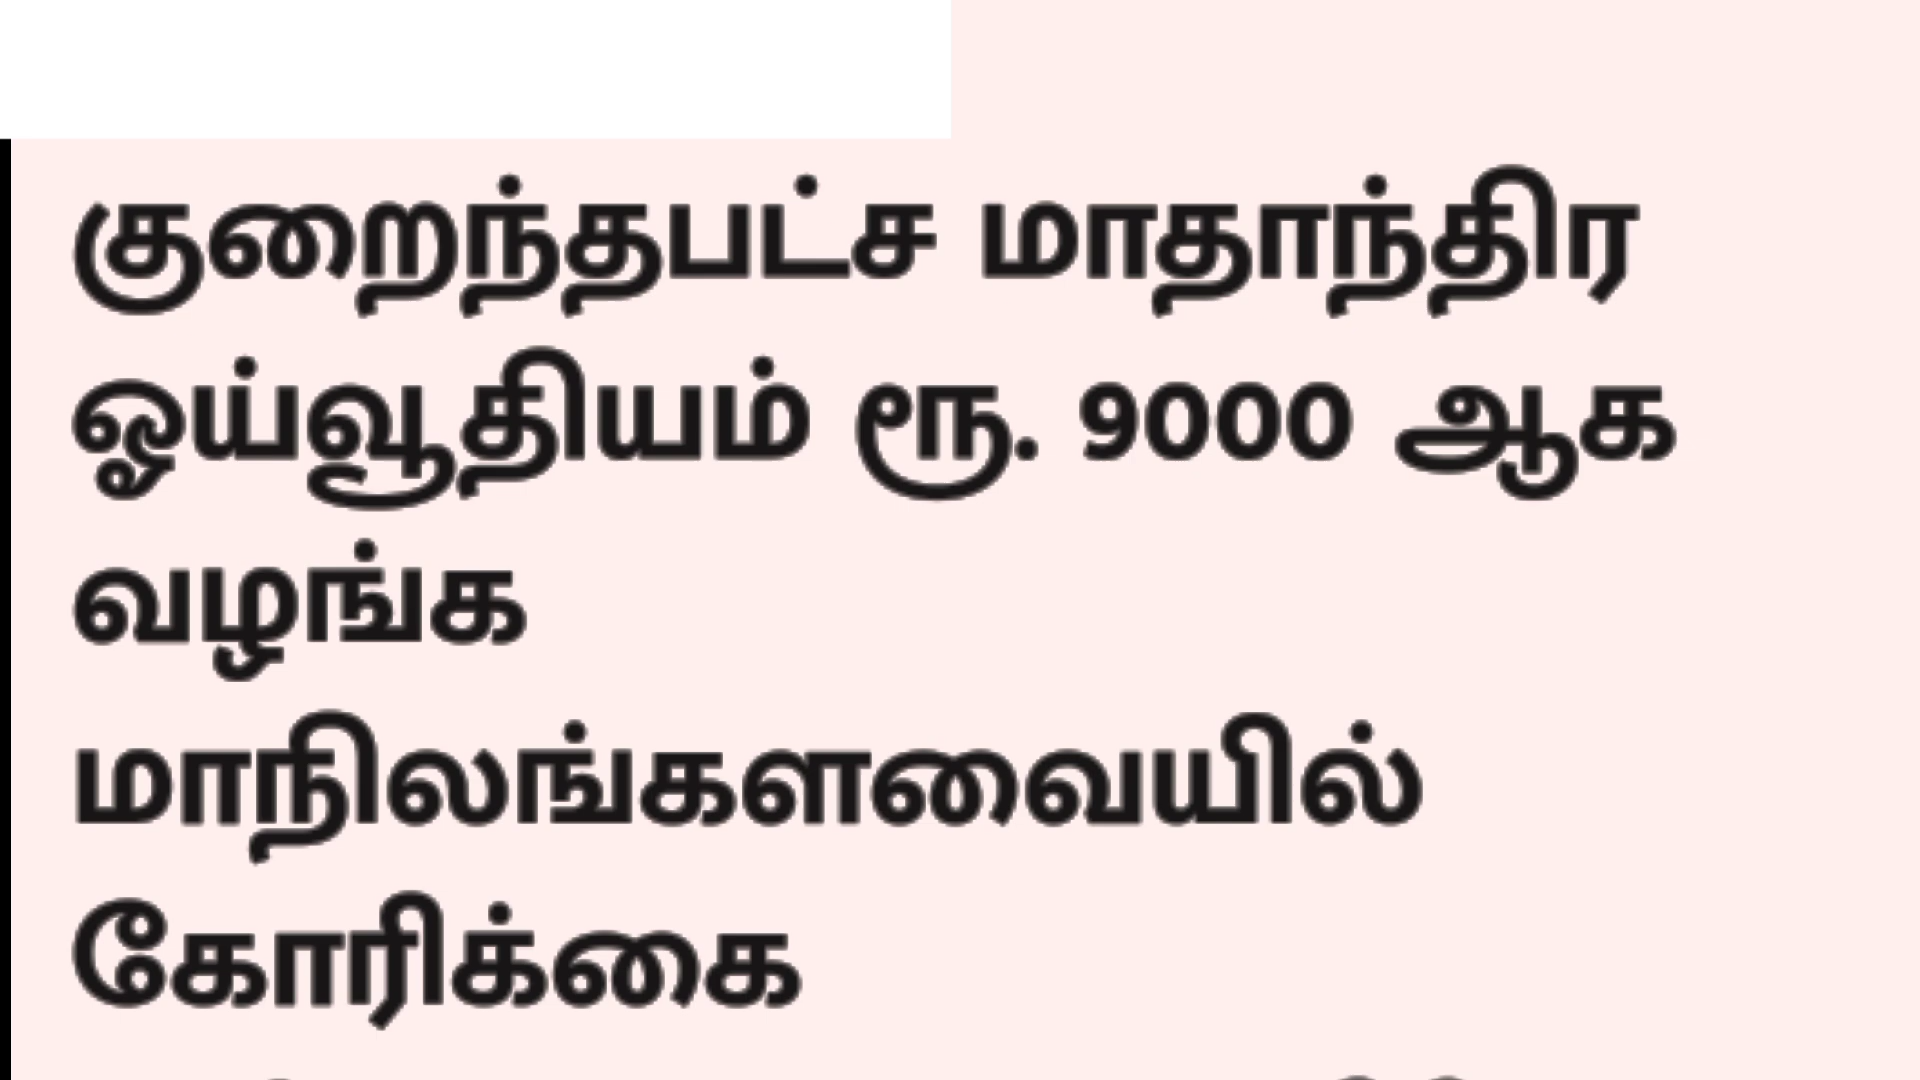 குறைந்தபட்ச மாதாந்திர
ஓய்வூதியம் ரூ. 9000 ஆக
வழங்க
மாநிலங்களவையில்
கோரிக்கை